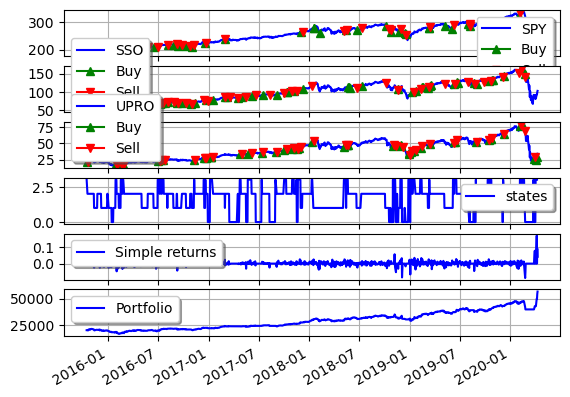 300
200
SPY
Buy
SSO
Buy
Sell
150
100
50
UPRO
Buy
Sell
75
50
25
2.5
0.0
states
0.1
0.0
Simple returns
50000
25000
Portfolio
2016-01
2016-07
2017-01
2017-07
2018-01
2018-07
2019-01
2019-07
2020-01